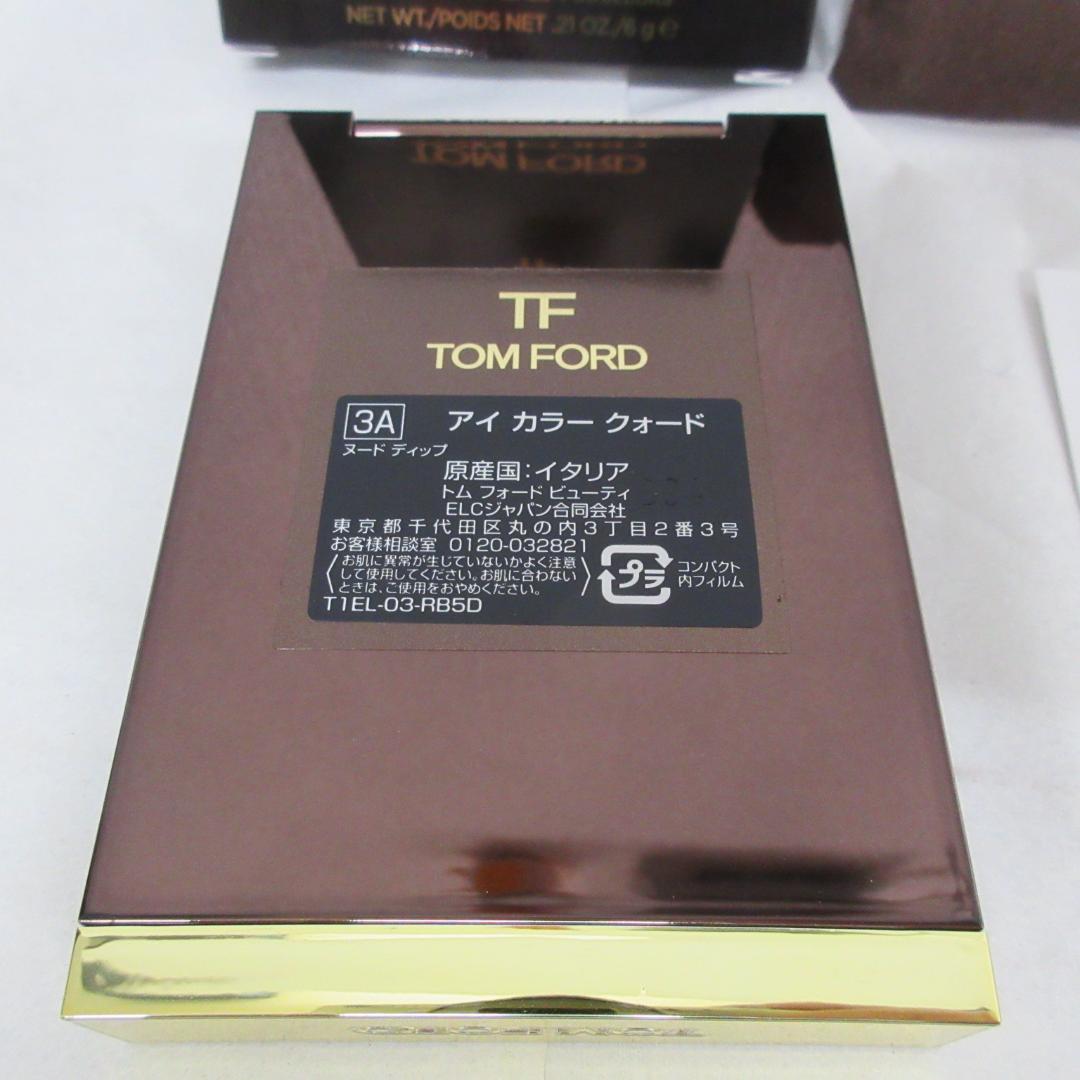 NET WT./POIDS NET .21 OZ./6 g ℮
TOM FORD
TF
TOM FORD
3A アイ カラー クォード
ヌード ディップ
原産国:イタリア
トム フォード ビューティ
ELCジャパン合同会社
東京都千代田区丸の内3丁目2番3号
お客様相談室 0120-032821
お肌に異常が生じていないかよく注意
して使用してください。お肌に合わない
ときは、ご使用をおやめください。
プラ
コンパクト
内フィルム
T1EL-03-RB5D
TOM FORD